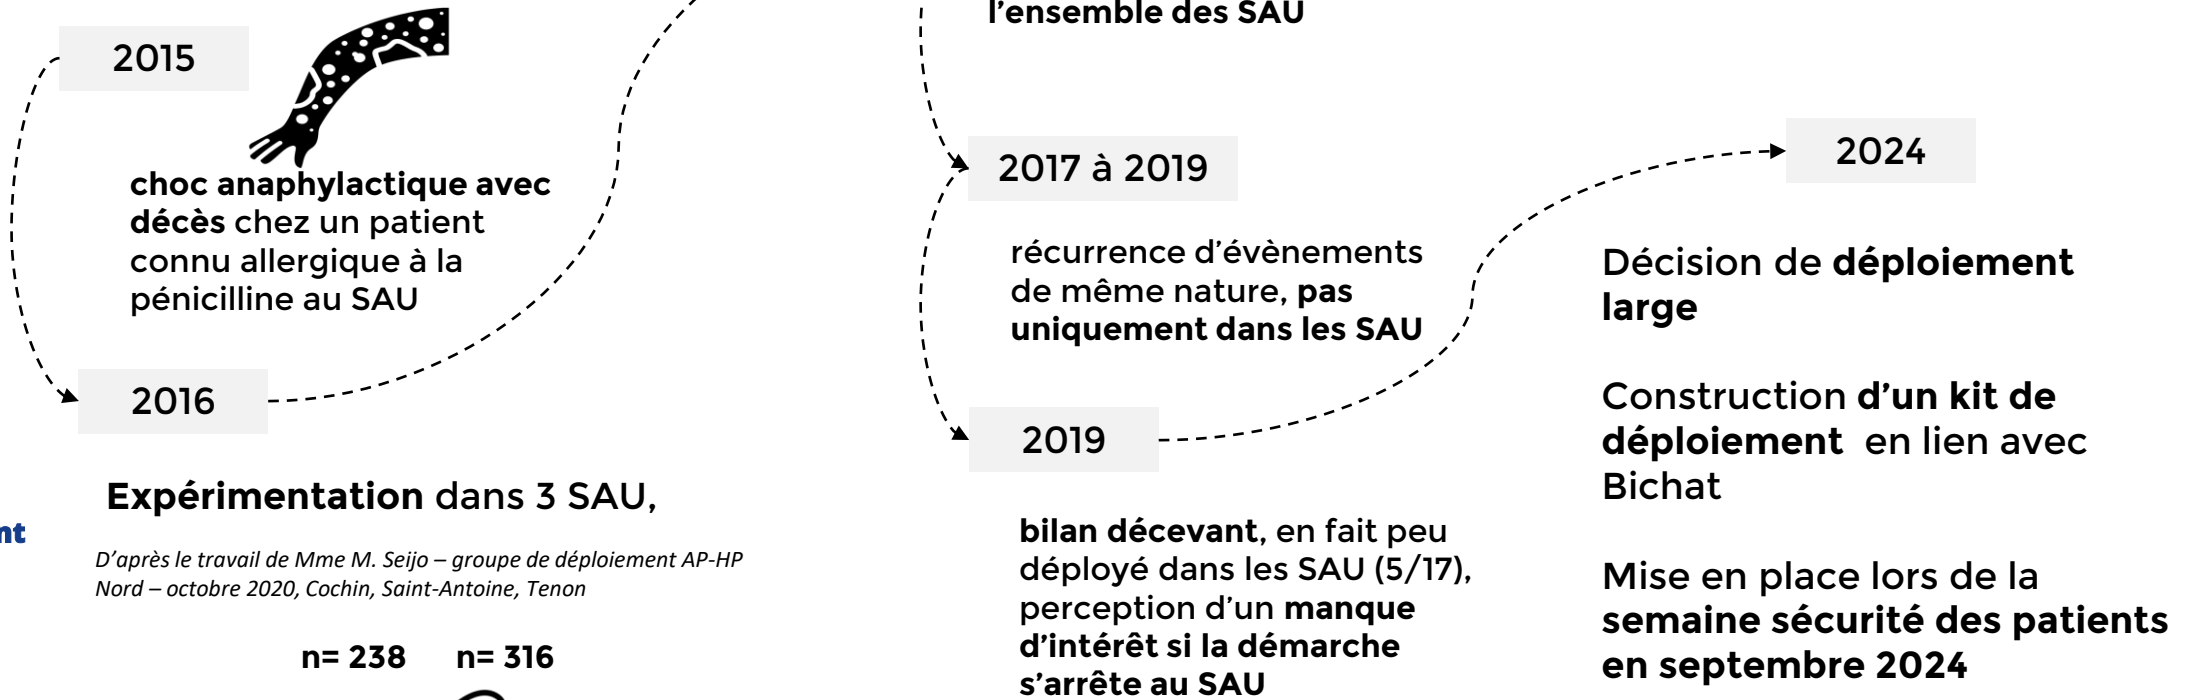 2015
choc anaphylactique avec
décès chez un patient
connu allergique à la
pénicilline au SAU
2016
Expérimentation dans 3 SAU,
nt
D'après le travail de Mme M. Seijo – groupe de déploiement AP-HP
Nord – octobre 2020, Cochin, Saint-Antoine, Tenon
n= 238 n= 316
l'ensemble des SAU
2017 à 2019
récurrence d'évènements
de même nature, pas
uniquement dans les SAU
2019
bilan décevant, en fait peu
déployé dans les SAU (5/17),
perception d'un manque
d'intérêt si la démarche
s'arrête au SAU
2024
Décision de déploiement
large
Construction d'un kit de
déploiement en lien avec
Bichat
Mise en place lors de la
semaine sécurité des patients
en septembre 2024